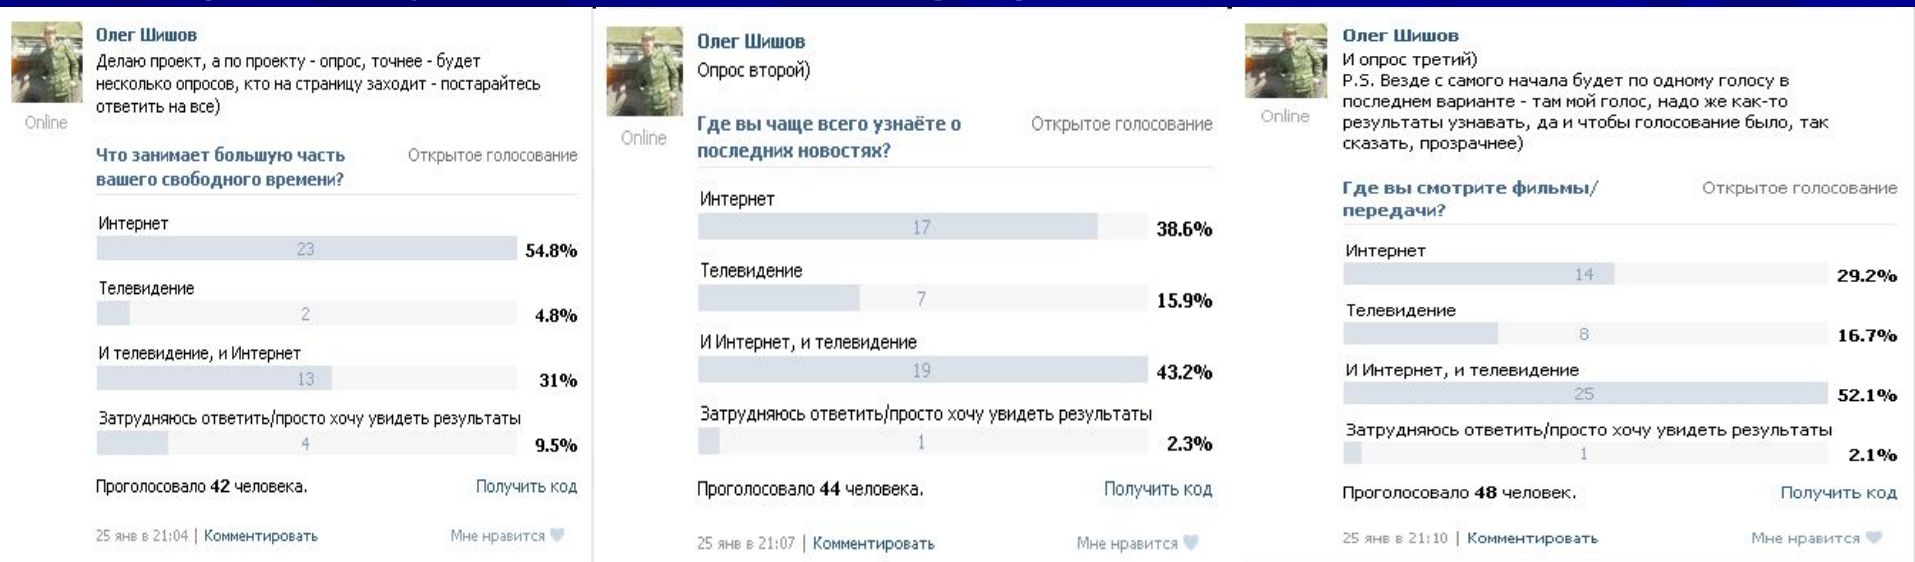 Олег Шишов
Делаю проект, а по проекту - опрос, точнее - будет
несколько опросов, кто на страницу заходит - постарайтесь
ответить на все)
Online
Что занимает большую часть
вашего свободного времени?
Открытое голосование
Интернет
23
54.8%
Телевидение
2
4.8%
И телевидение, и Интернет
13
31%
Затрудняюсь ответить/просто хочу увидеть результаты
4
9.5%
Проголосовало 42 человека.
Получить код
25 янв в 21:04 | Комментировать
Мне нравится
Олег Шишов
Опрос второй)
Online
Где вы чаще всего узнаёте о
последних новостях?
Открытое голосование
Интернет
17
38.6%
Телевидение
7
15.9%
И Интернет, и телевидение
19
43.2%
Затрудняюсь ответить/просто хочу увидеть результаты
1
2.3%
Проголосовало 44 человека.
Получить код
25 янв в 21:07 | Комментировать
Мне нравится
Олег Шишов
И опрос третий)
P.S. Везде с самого начала будет по одному голосу в
последнем варианте - там мой голос, надо же как-то
результаты узнавать, да и чтобы голосование было, так
сказать, прозрачнее)
Online
Где вы смотрите фильмы/
передачи?
Открытое голосование
Интернет
14
29.2%
Телевидение
8
16.7%
И Интернет, и телевидение
25
52.1%
Затрудняюсь ответить/просто хочу увидеть результаты
1
2.1%
Проголосовало 48 человек.
Получить код
25 янв в 21:10 | Комментировать
Мне нравится